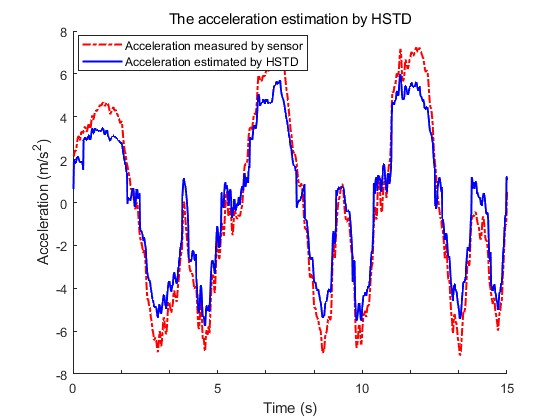 The acceleration estimation by HSTD
Acceleration measured by sensor
Acceleration estimated by HSTD
Acceleration (m/s²)
8
6
4
2
0
-2
-4
-6
-8
0 5 10 15
Time (s)